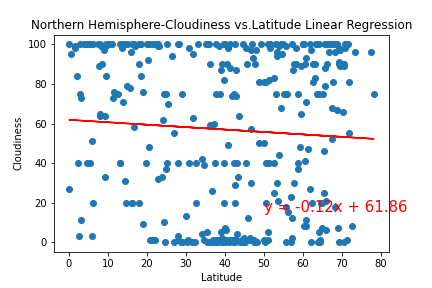 Northern Hemisphere-Cloudiness vs.Latitude Linear Regression
100
80
60
40
20
0
Cloudiness
y = -0.12x + 61.86
0 10 20 30 40 50 60 70 80
Latitude